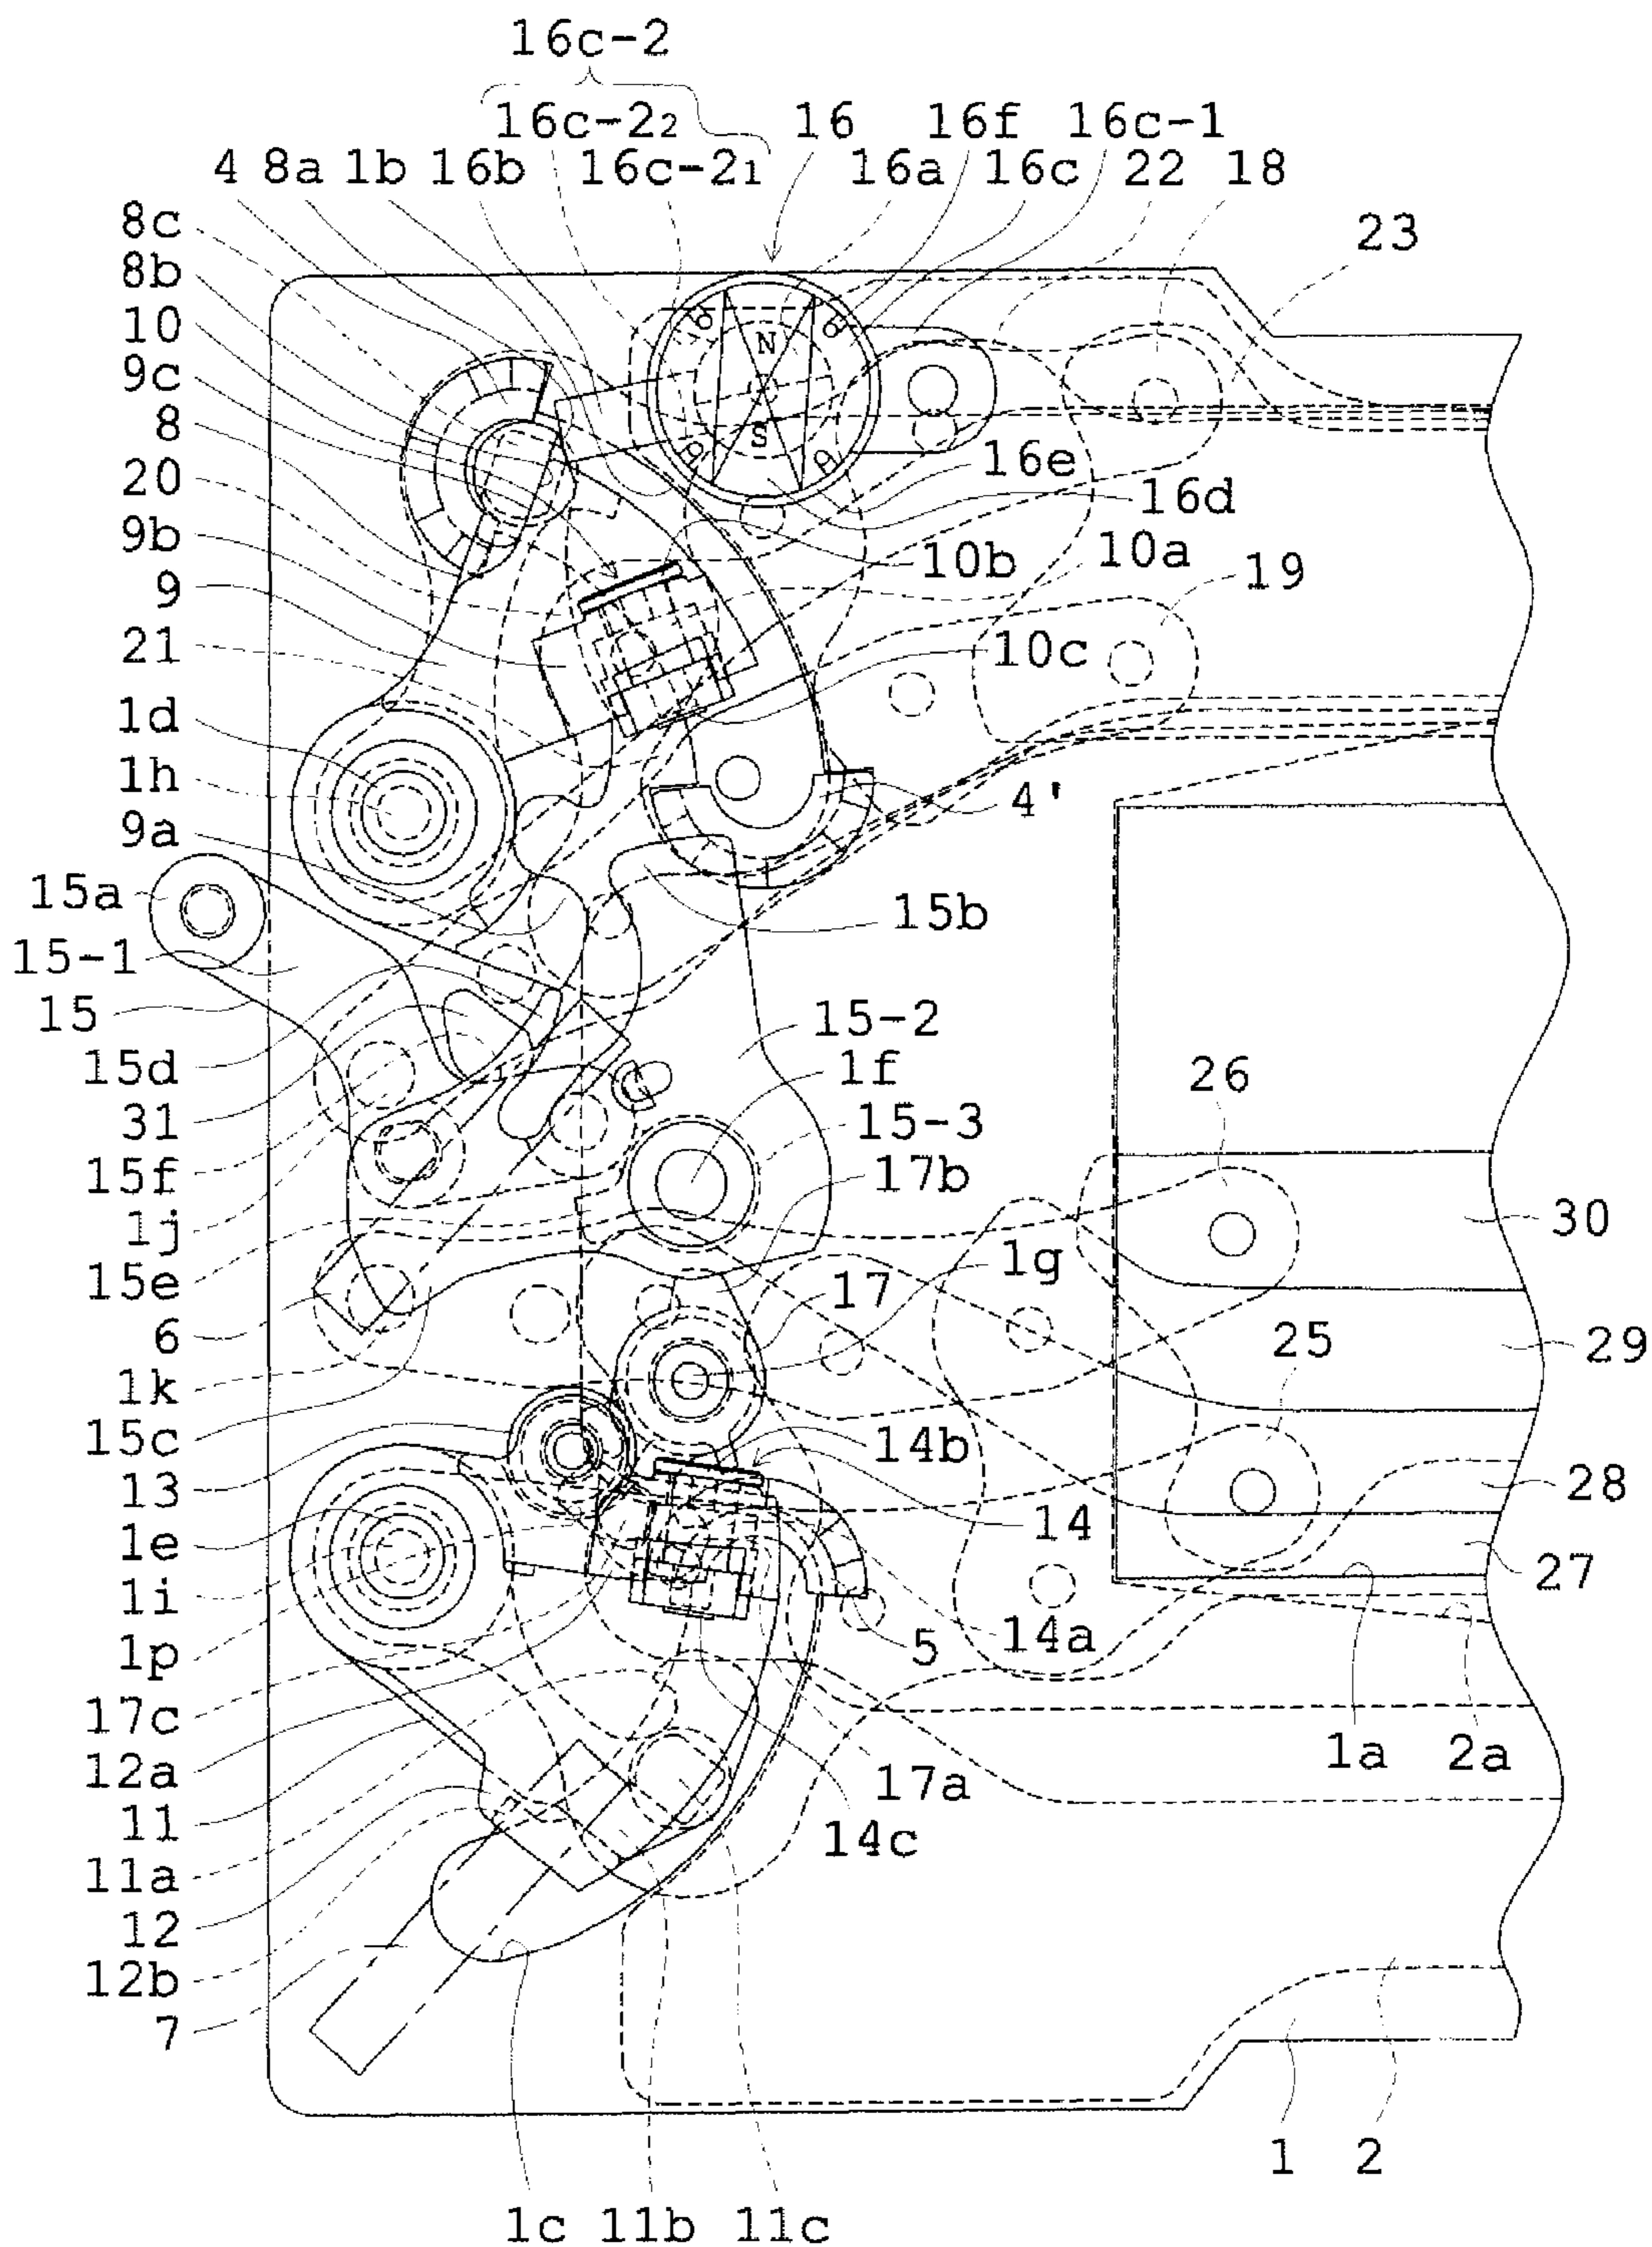 16c-2
16c-2₂ 16 16f 16c-1
4 8a 1b 16b 16c-2₁ 16a 16c 22 18
8c
23
8b
10
N
9c
8
S
16e
20
16d
9b
10b 10a
9
19
21
10c
1d
1h
4'
9a
15a
15b
15-1
15
15-2
15d
1f
26
31
15-3
15f
17b
1j
30
15e
1g 17
6
25
29
1k
15c
14b
13
28
1e
14
27
1i
1p
5 14a
17c
1a 2a
12a
17a
11
14c
11a
12
12b
7
1 2
1c 11b 11c